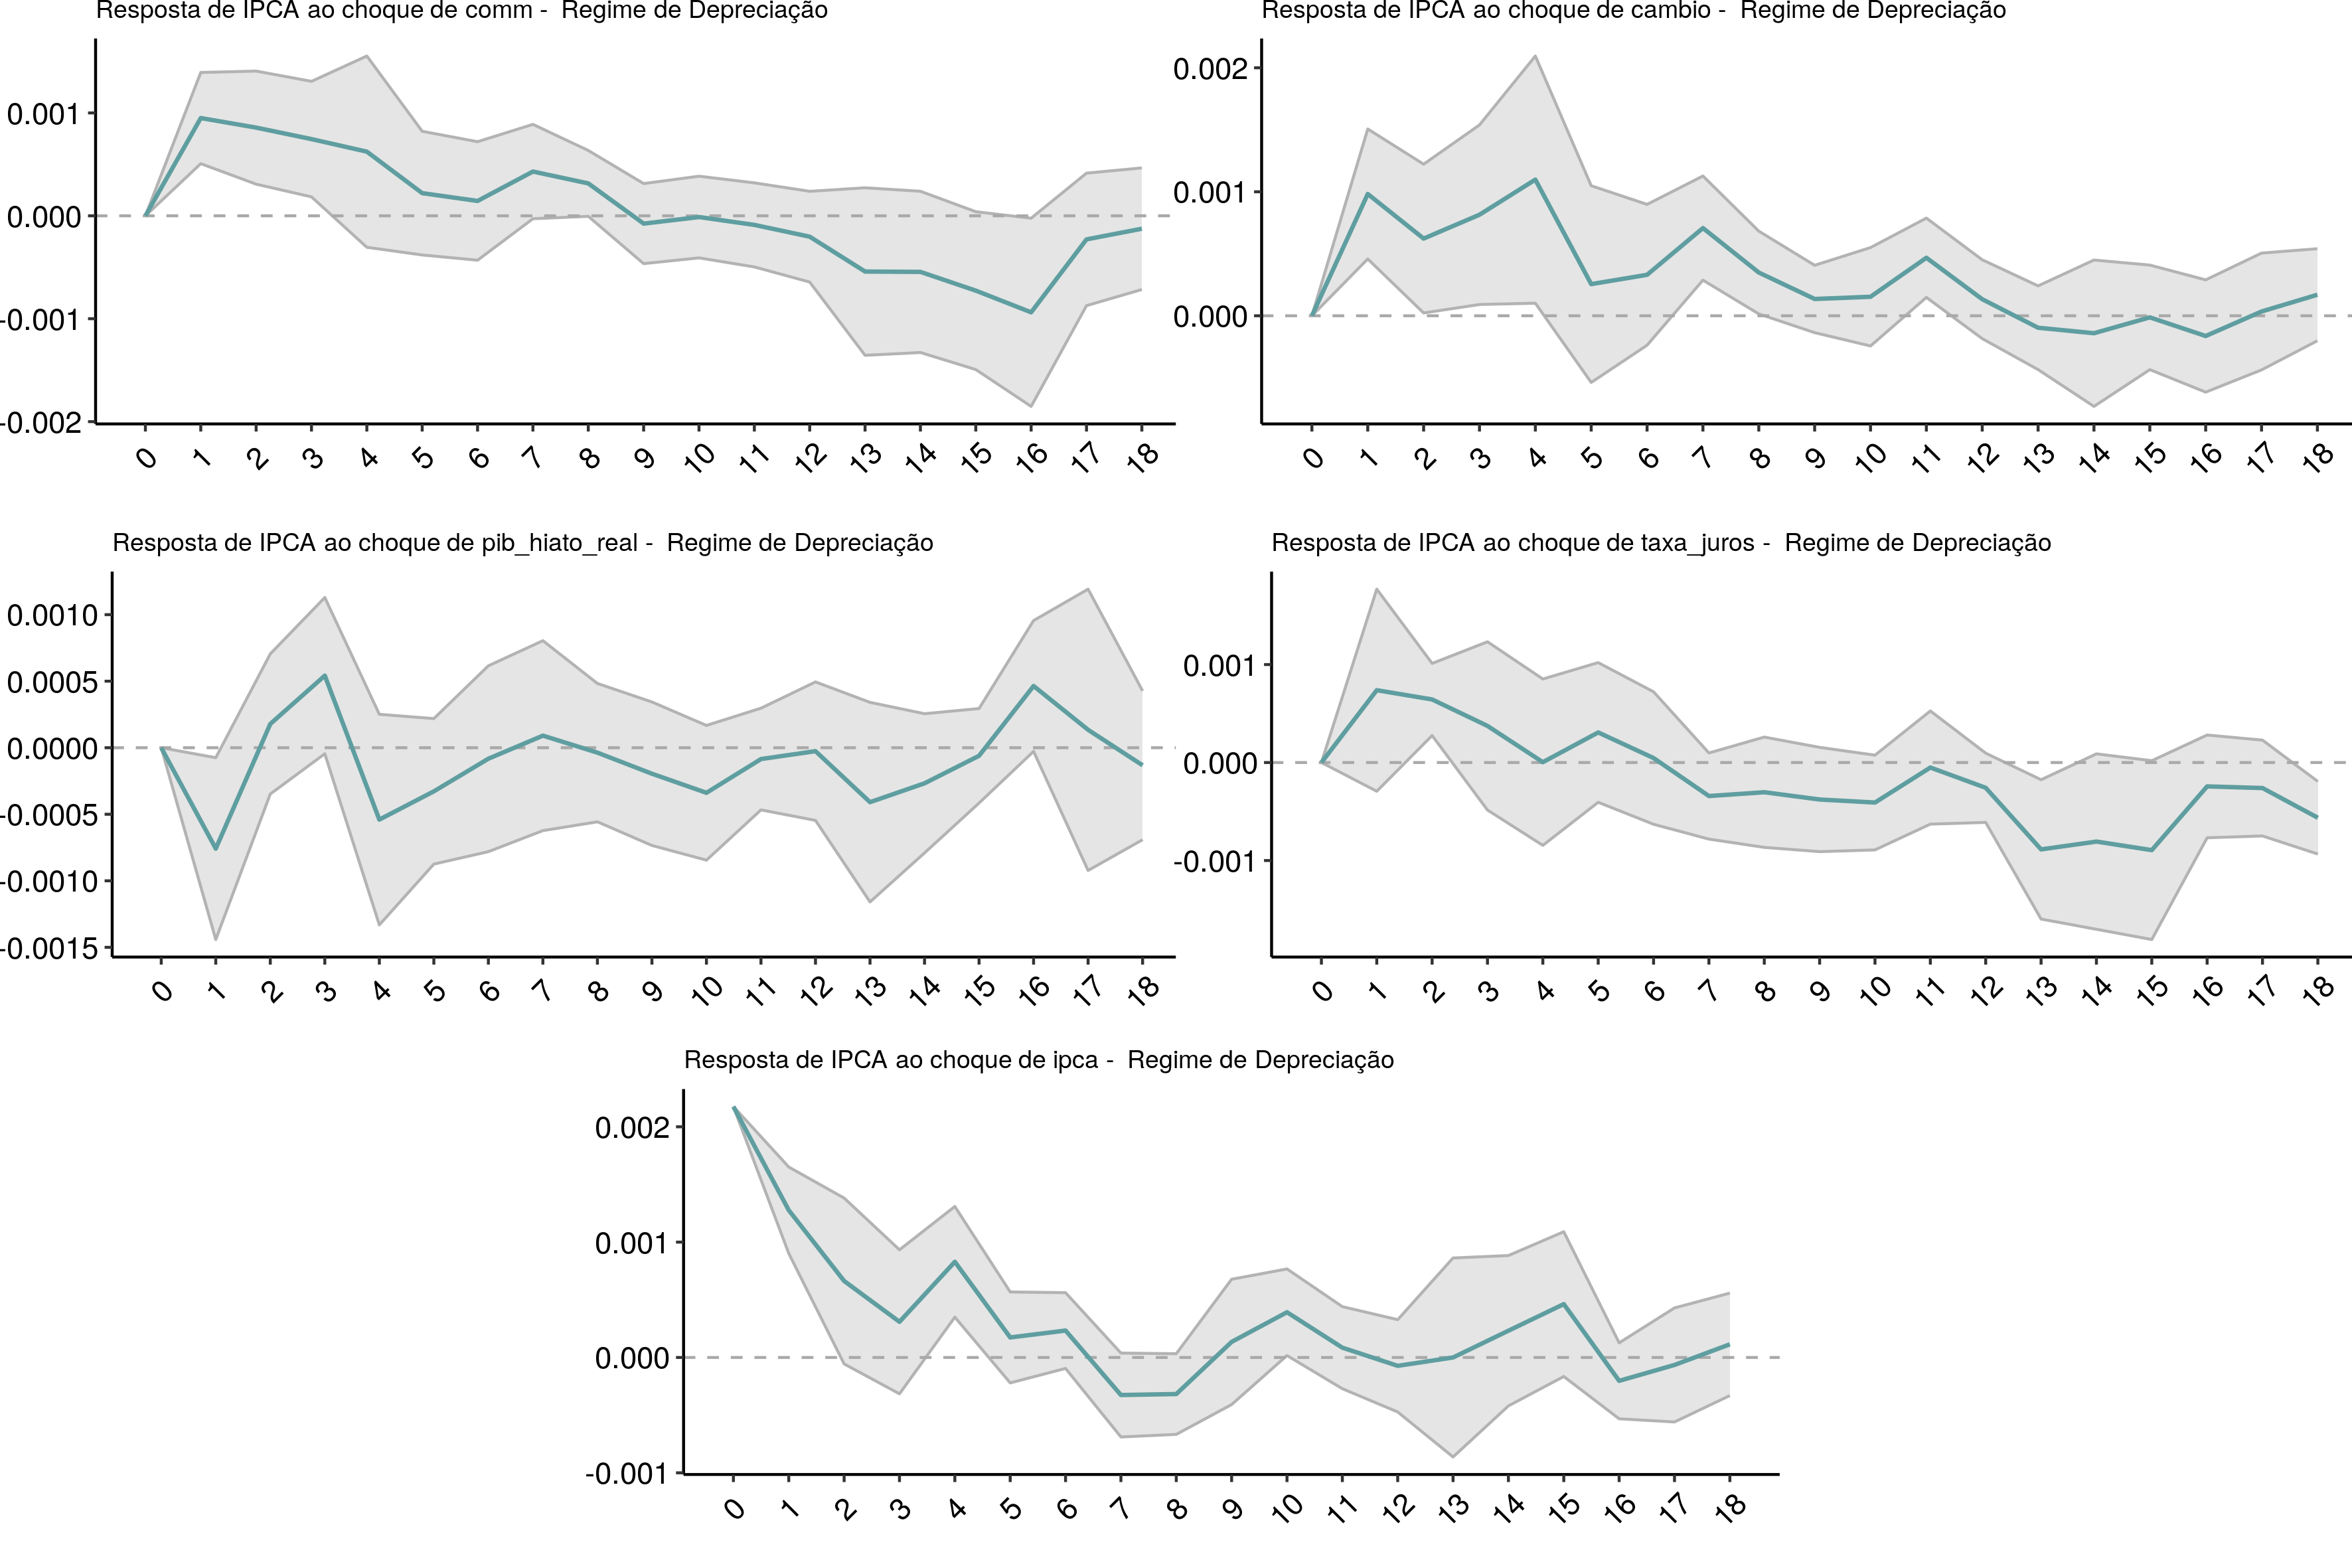 Resposta de IPCA ao choque de comm - Regime de Depreciação
0.001
0.000
-0.001
-0.002
0 1 2 3 4 5 6 7 8 9 10 11 12 13 14 15 16 17 18
Resposta de IPCA ao choque de cambio - Regime de Depreciação
0.002
0.001
0.000
0 1 2 3 4 5 6 7 8 9 10 11 12 13 14 15 16 17 18
Resposta de IPCA ao choque de pib_hiato_real - Regime de Depreciação
0.0010
0.0005
0.0000
-0.0005
-0.0010
-0.0015
0 1 2 3 4 5 6 7 8 9 10 11 12 13 14 15 16 17 18
Resposta de IPCA ao choque de taxa_juros - Regime de Depreciação
0.001
0.000
-0.001
0 1 2 3 4 5 6 7 8 9 10 11 12 13 14 15 16 17 18
Resposta de IPCA ao choque de ipca - Regime de Depreciação
0.002
0.001
0.000
-0.001
0 1 2 3 4 5 6 7 8 9 10 11 12 13 14 15 16 17 18